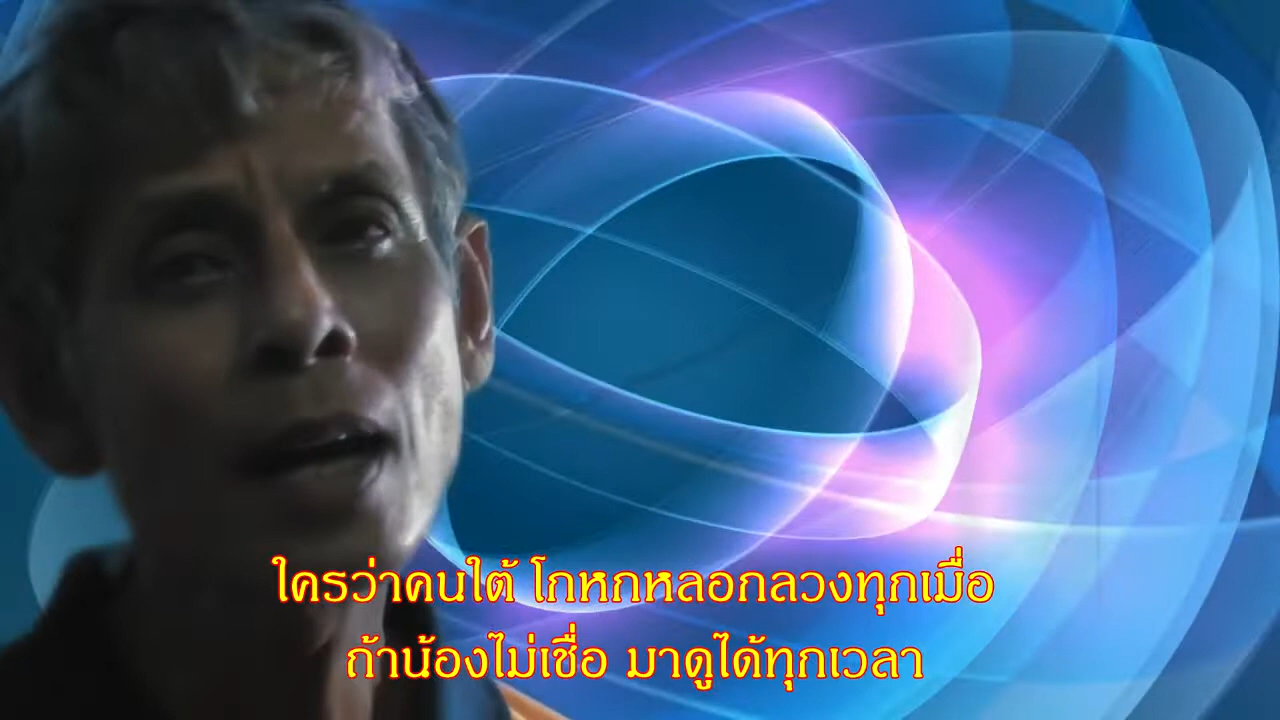 ใครว่าคนใต้ โกหกหลอกลวงทุกเมื่อ
ถ้าน้องไม่เชื่อ มาดูได้ทุกเวลา